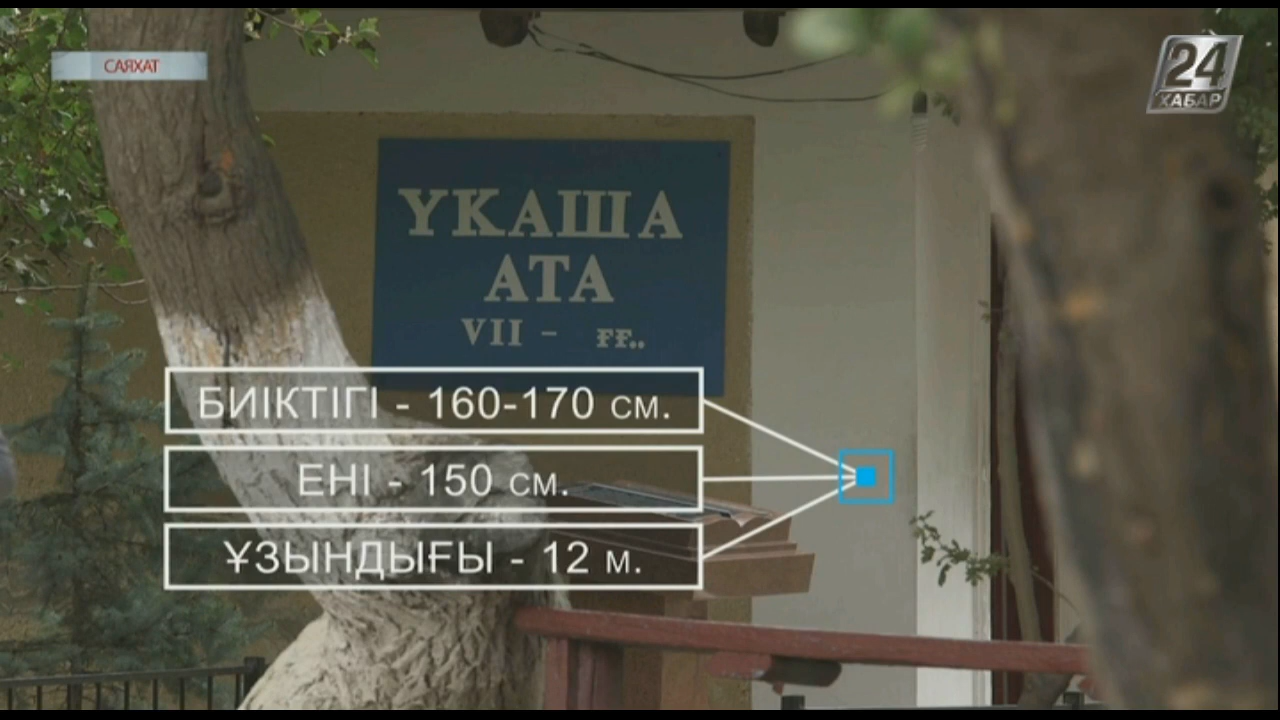 САЯХАТ
24
ХАБАР
ҮКАША
АТА
VII - ғғ..
БИІКТІГІ - 160-170 СМ.
ЕНІ - 150 СМ.
ҰЗЫНДЫҒЫ - 12 М.